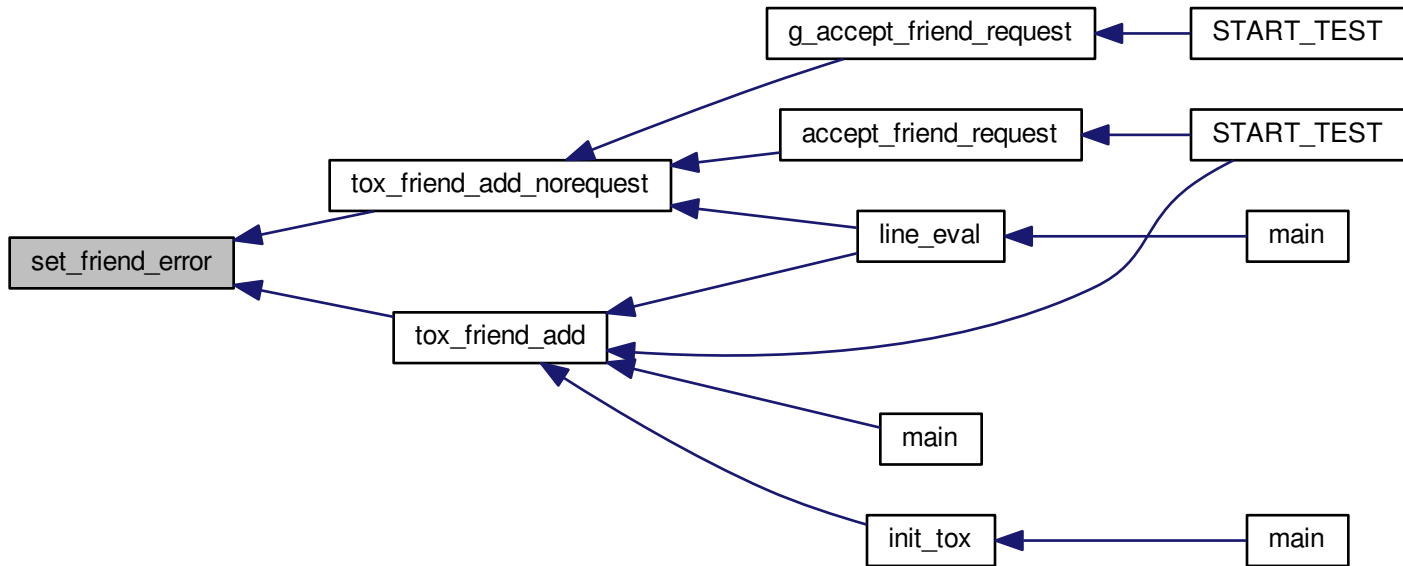 g_accept_friend_request
START_TEST
accept_friend_request
START_TEST
tox_friend_add_norequest
line_eval
main
set_friend_error
tox_friend_add
main
init_tox
main